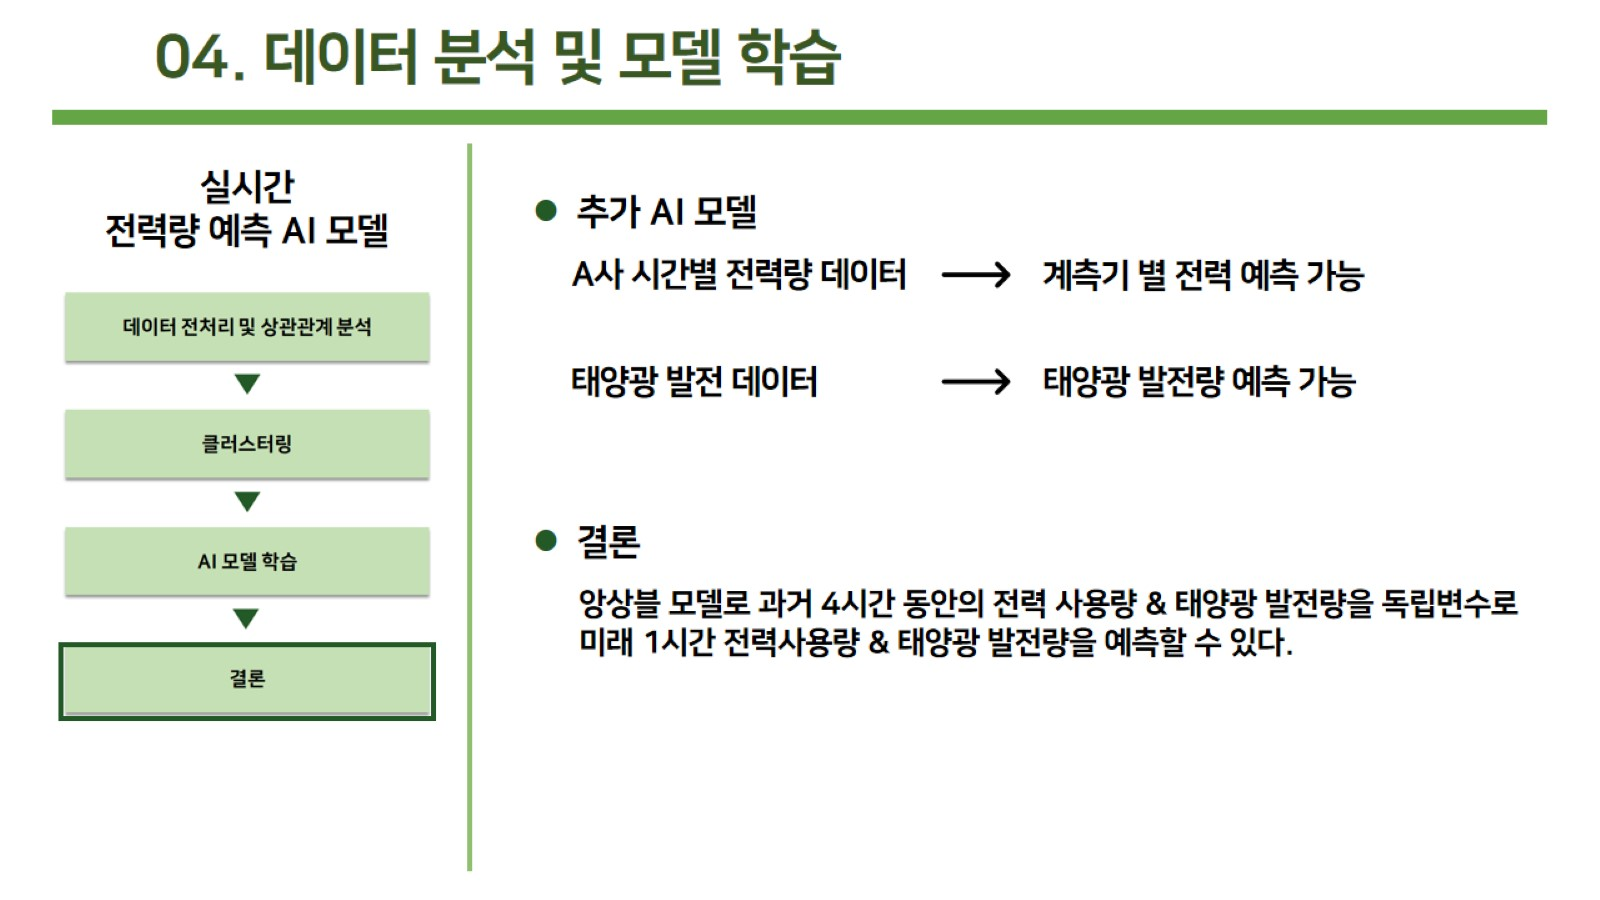 04. 데이터 분석 및 모델 학습
실시간
전력량 예측 AI 모델
데이터 전처리 및 상관관계 분석
클러스터링
AI 모델 학습
결론
추가 AI 모델
A사 시간별 전력량 데이터 → 계측기 별 전력 예측 가능
태양광 발전 데이터 → 태양광 발전량 예측 가능
결론
앙상블 모델로 과거 4시간 동안의 전력 사용량 & 태양광 발전량을 독립변수로
미래 1시간 전력사용량 & 태양광 발전량을 예측할 수 있다.